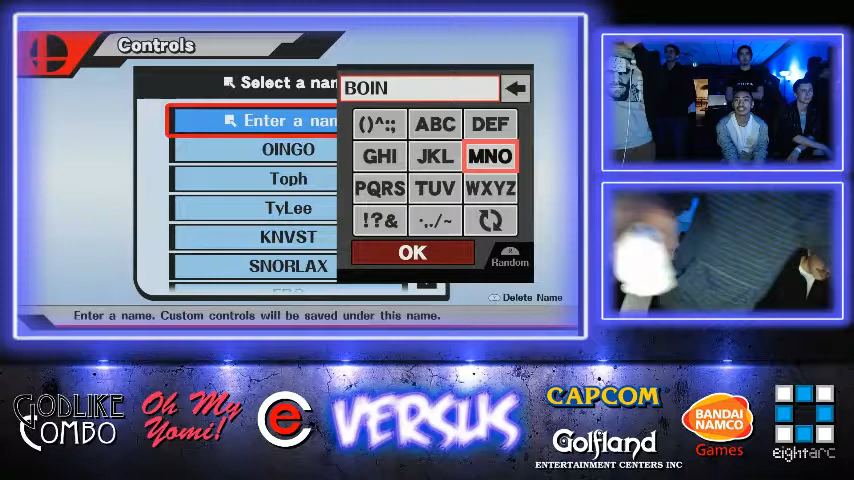 Controls
Select a nam
BOIN
Enter a nam
OINGO
Toph
TyLee
KNVST
SNORLAX
()^:; ABC DEF
GHI JKL MNO
PQRS TUV WXYZ
!?& ·,./~
OK
Random
Delete Name
Enter a name. Custom controls will be saved under this name.
GODLIKE COMBO
Oh My Yomi!
e
VERSUS
CAPCOM
Golfland
ENTERTAINMENT CENTERS INC
BANDAI NAMCO
Games
eightarc